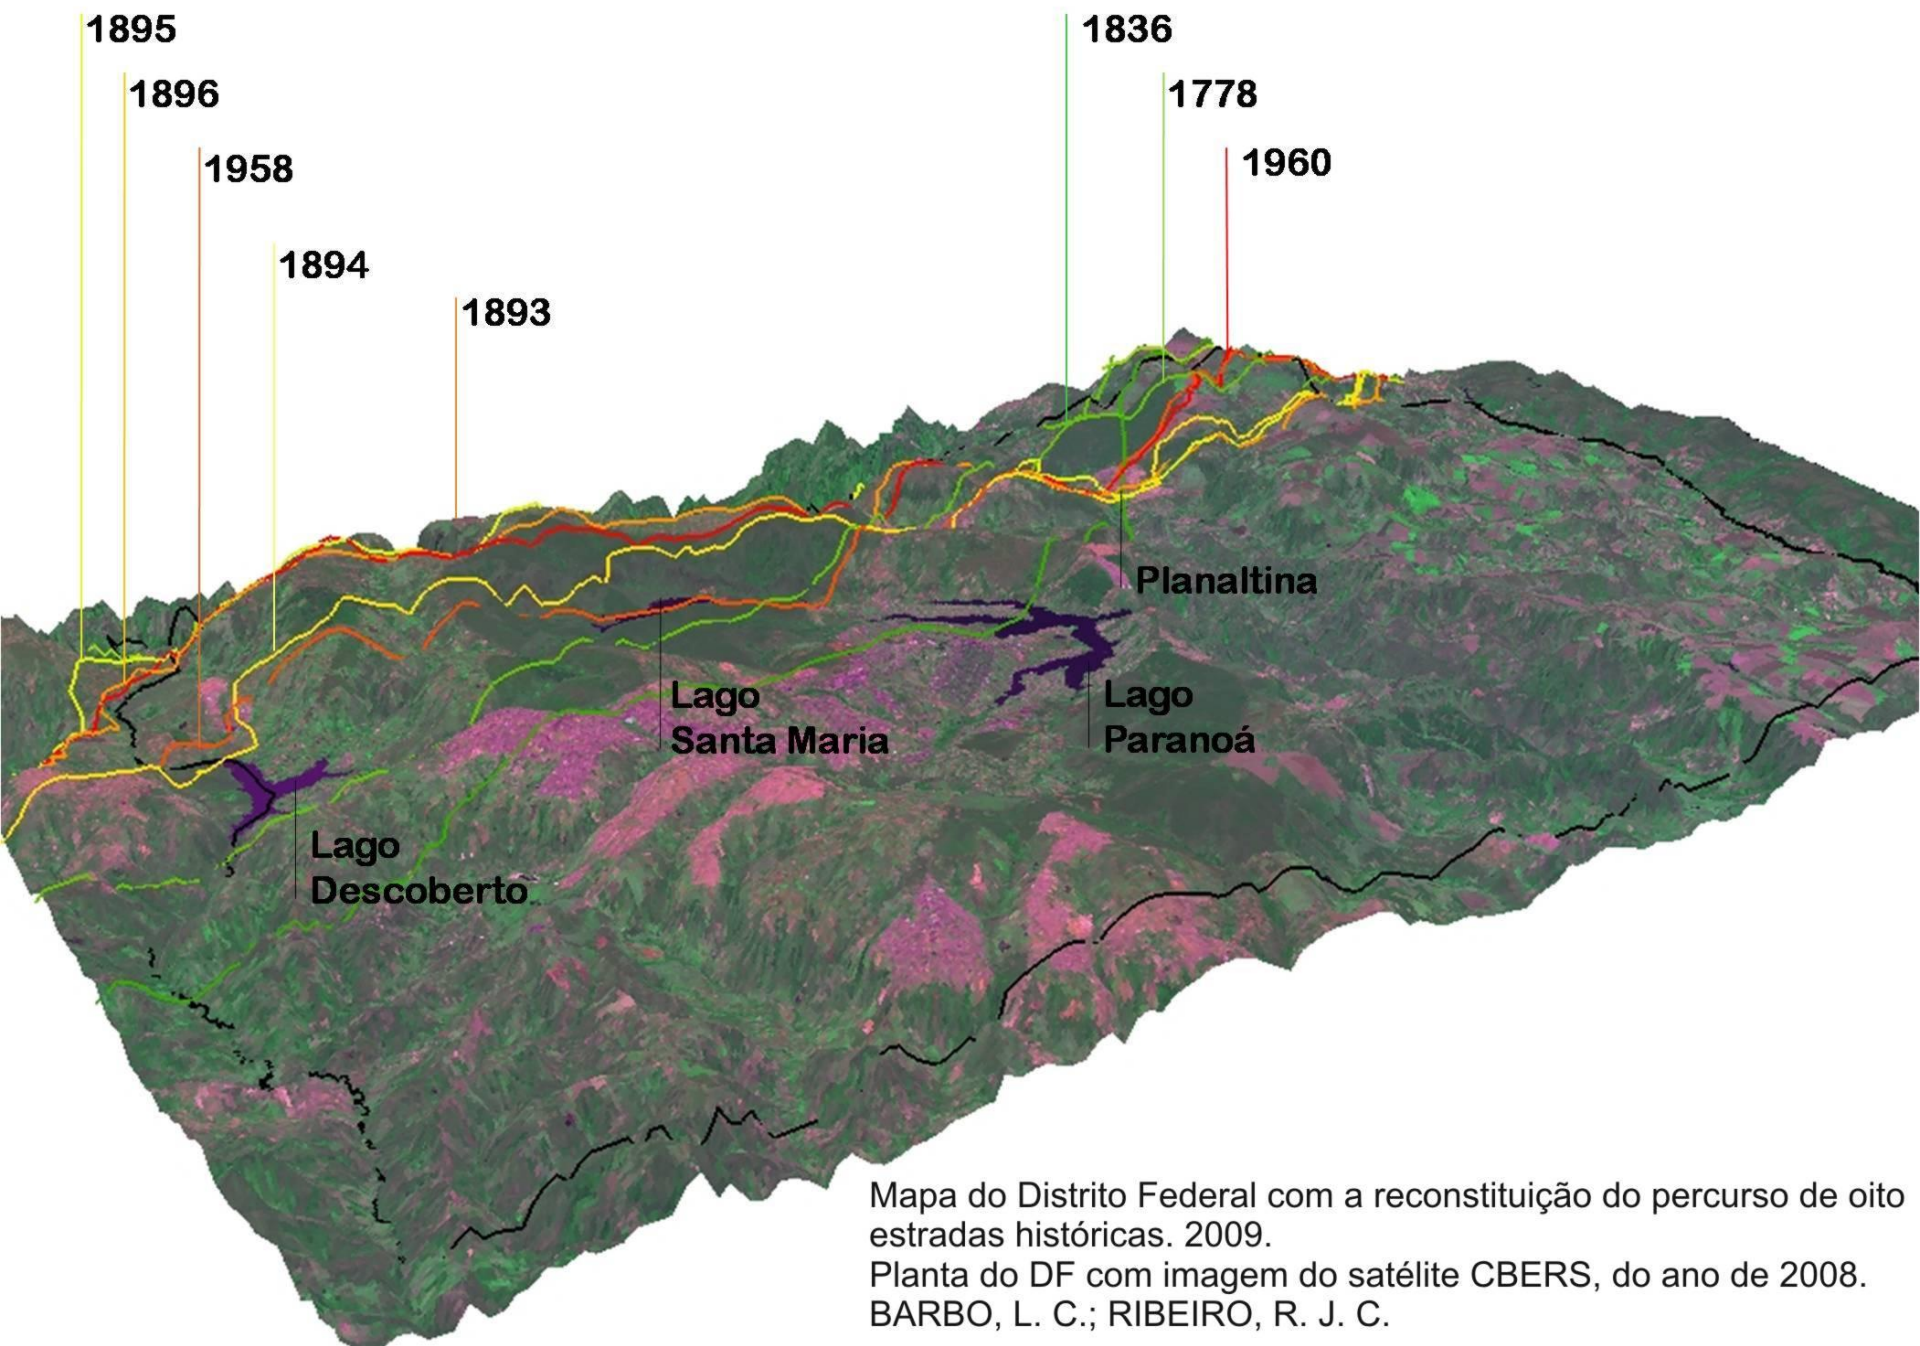 1895
1836
1896
1778
1958
1960
1894
1893
Planaltina
Lago
Santa Maria
Lago
Paranoá
Lago
Descoberto
Mapa do Distrito Federal com a reconstituição do percurso de oito
estradas históricas. 2009.
Planta do DF com imagem do satélite CBERS, do ano de 2008.
BARBO, L. C.; RIBEIRO, R. J. C.